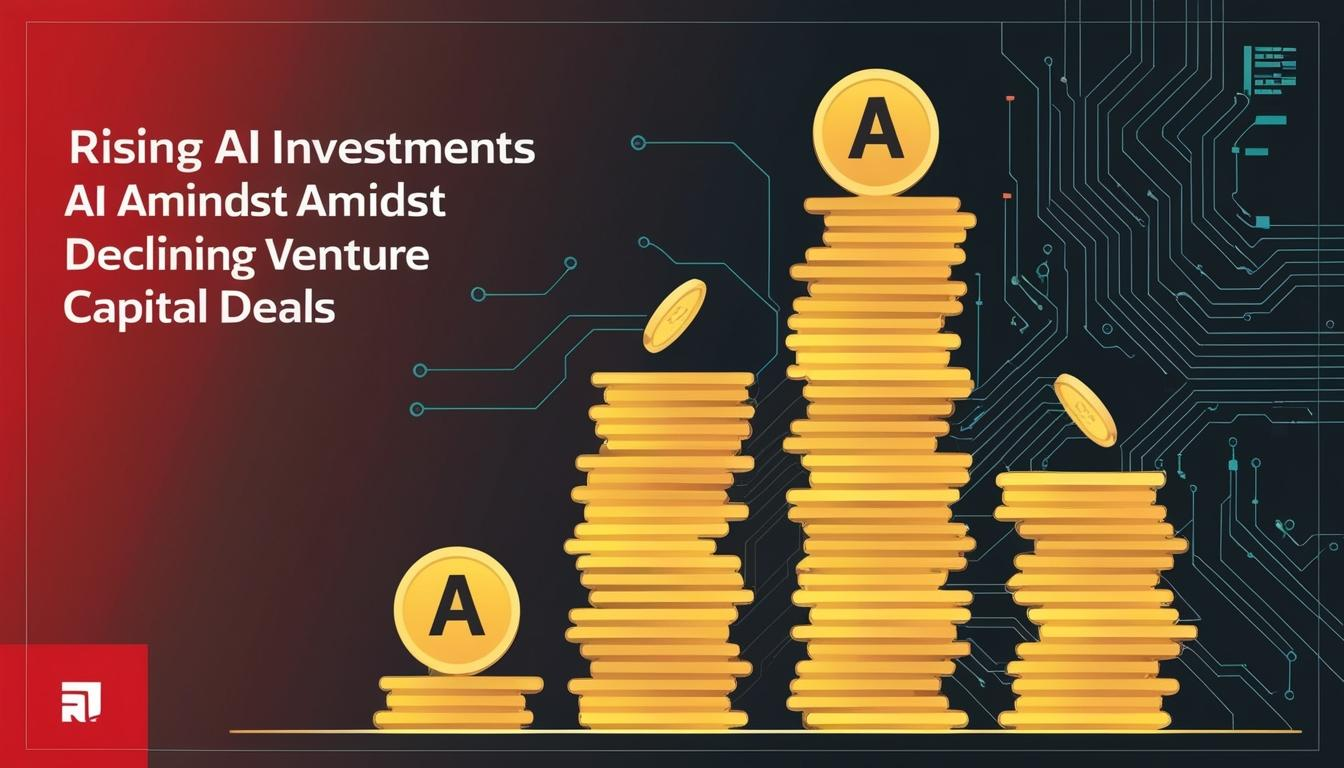 Rising AI Investments
AI Amindst Amidst
Declining Venture
Capital Deals
A
A